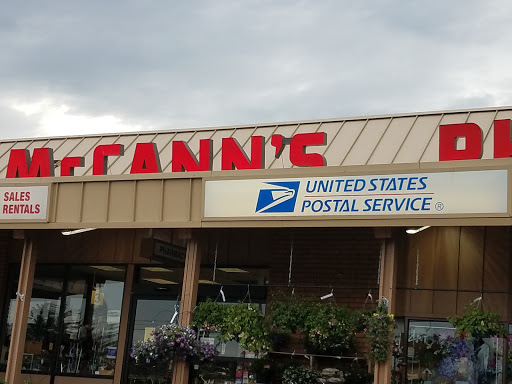 McCANN'S
SALES
RENTALS
UNITED STATES
POSTAL SERVICE®